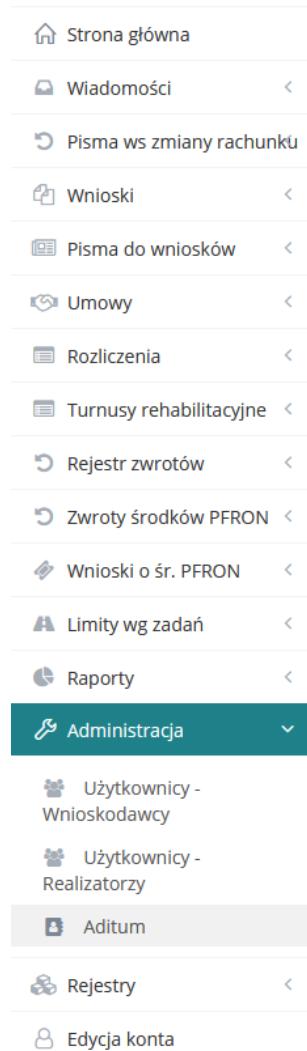 Strona główna
Wiadomości
Pisma ws zmiany rachunku
Wnioski
Pisma do wniosków
Umowy
Rozliczenia
Turnusy rehabilitacyjne
Rejestr zwrotów
Zwroty środków PFRON
Wnioski o śr. PFRON
Limity wg zadań
Raporty
Administracja
Użytkownicy -
Wnioskodawcy
Użytkownicy -
Realizatorzy
Aditum
Rejestry
Edycja konta